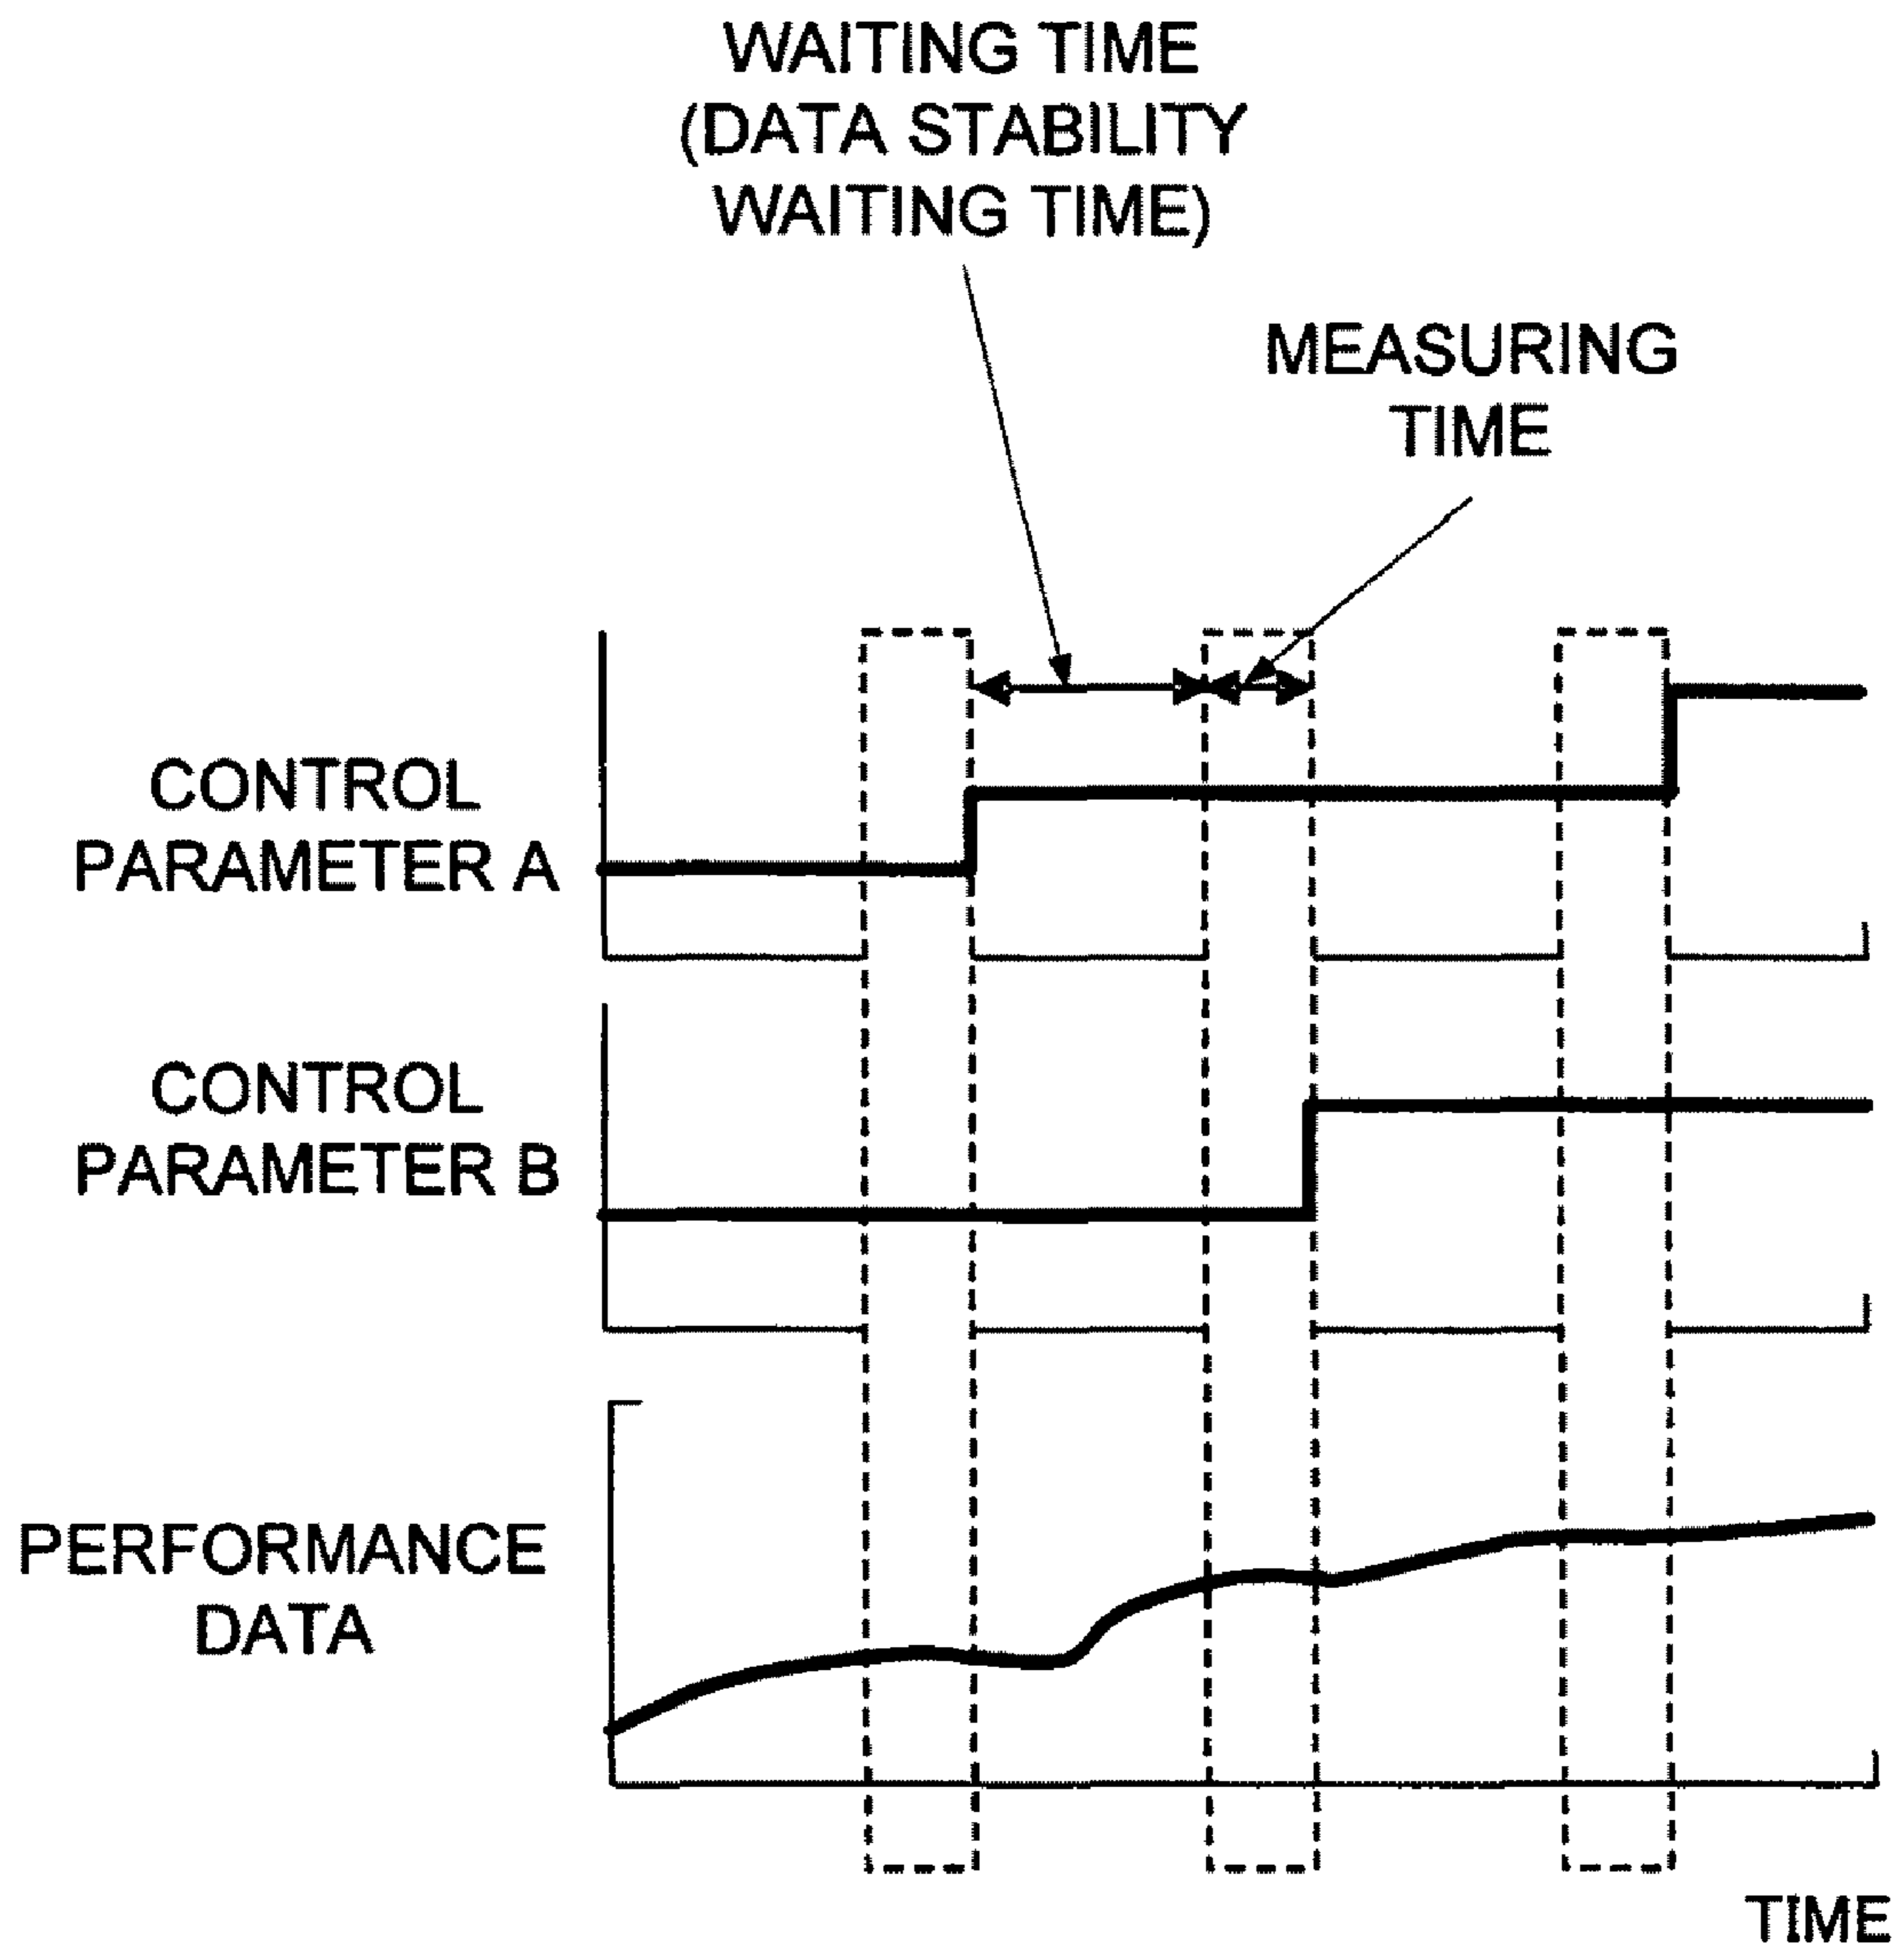 WAITING TIME
(DATA STABILITY
WAITING TIME)
MEASURING
TIME
CONTROL
PARAMETER A
CONTROL
PARAMETER B
PERFORMANCE
DATA
TIME